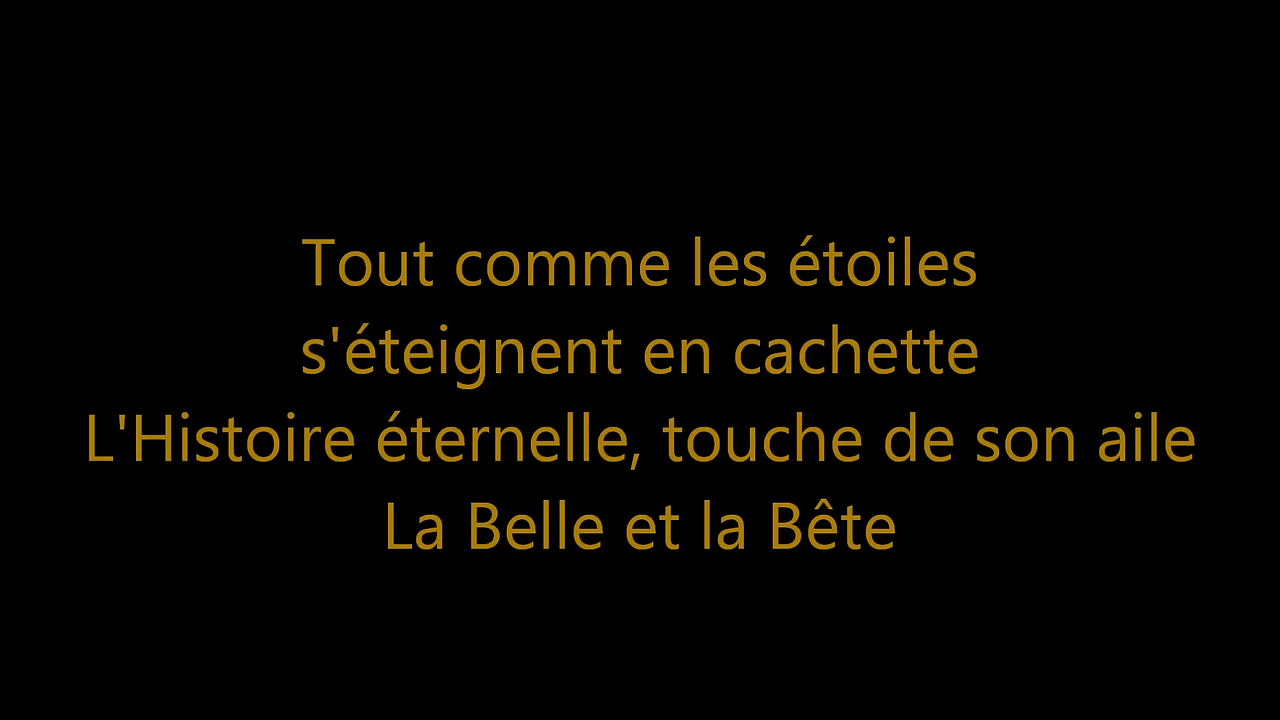 Tout comme les étoiles
s'éteignent en cachette
L'Histoire éternelle, touche de son aile
La Belle et la Bête